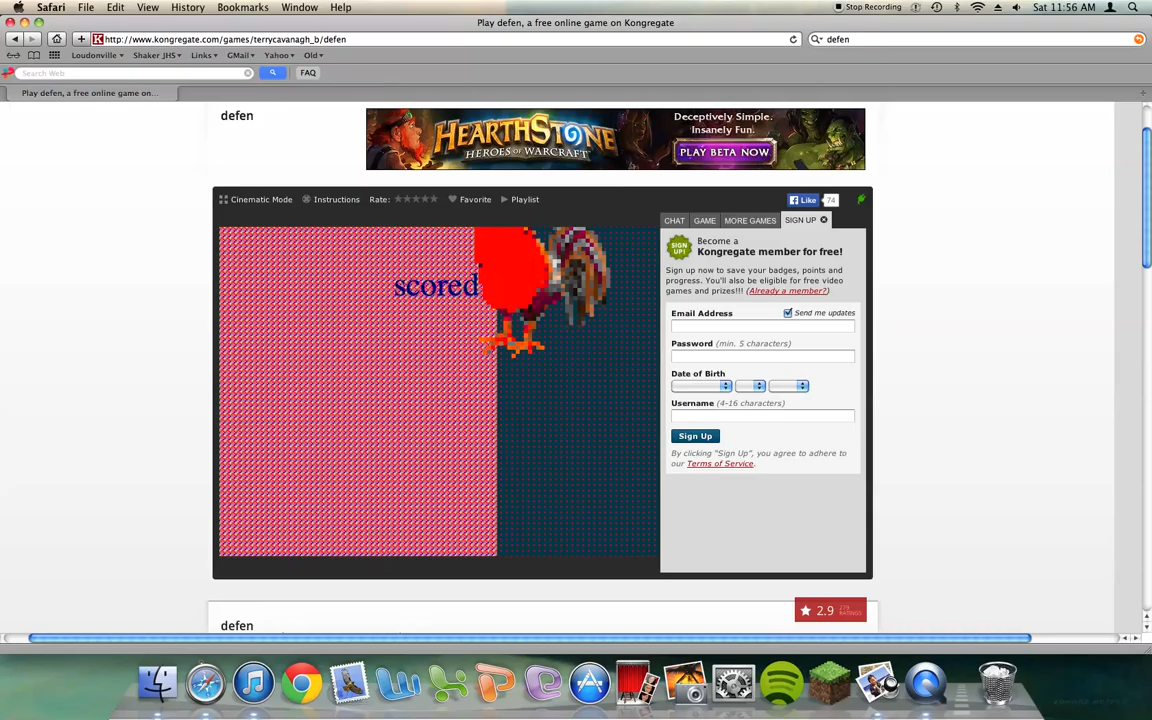 Safari File Edit View History Bookmarks Window Help Stop Recording Sat 11:56 AM
Play defen, a free online game on Kongregate
http://www.kongregate.com/games/terrycavanagh_b/defen defen
Loudonville Shaker JHS Links GMail Yahoo Old
Search Web FAQ
Play defen, a free online game on...
defen
HEARTHSTONE
HEROES OF WARCRAFT
Deceptively Simple.
Insanely Fun.
PLAY BETA NOW
Cinematic Mode Instructions Rate: Favorite Playlist Like 74
CHAT GAME MORE GAMES SIGN UP
scored
SIGN UP!
Become a
Kongregate member for free!
Sign up now to save your badges, points and
progress. You'll also be eligible for free video
games and prizes!!! (Already a member?)
Email Address Send me updates
Password (min. 5 characters)
Date of Birth
Username (4-16 characters)
Sign Up
By clicking "Sign Up", you agree to adhere to
our Terms of Service.
2.9
RATINGS
defen